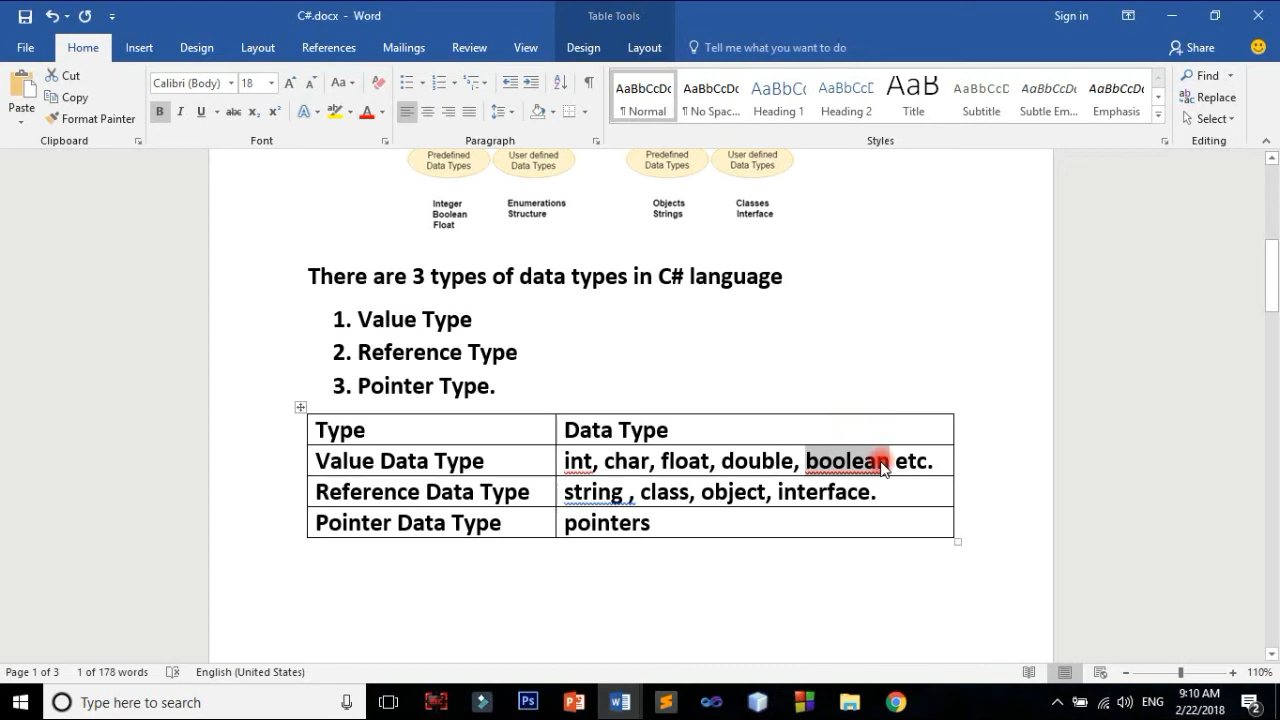 C#.docx - Word
Table Tools
Sign in
File
Home
Insert
Design
Layout
References
Mailings
Review
View
Design
Layout
Tell me what you want to do
Share
Paste
Cut
Copy
Format Painter
Clipboard
Calibri (Body)
18
Font
Paragraph
AaBbCcDc
¶ Normal
AaBbCcDc
¶ No Spac...
AaBbCc
Heading 1
AaBbCcE
Heading 2
AaB
Title
AaBbCcD
Subtitle
AaBbCcDc
Subtle Em...
AaBbCcDc
Emphasis
Styles
Find
Replace
Select
Editing
Predefined
Data Types
User defined
Data Types
Predefined
Data Types
User defined
Data Types
Integer
Boolean
Float
Enumerations
Structure
Objects
Strings
Classes
Interface
There are 3 types of data types in C# language
1. Value Type
2. Reference Type
3. Pointer Type.
Type Data Type
Value Data Type int, char, float, double, boolean etc.
Reference Data Type string , class, object, interface.
Pointer Data Type pointers
Page 1 of 3 1 of 178 words English (United States) 110%
Type here to search
ENG
9:10 AM
2/22/2018